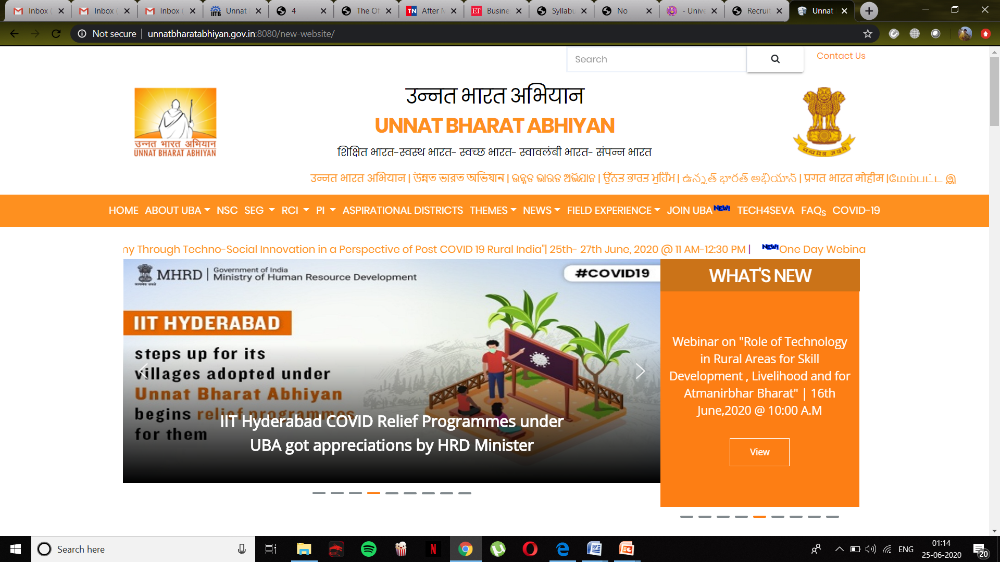 Inbox (
Inbox (
Inbox (
Unnat
4
The Of
After M
Busine
Syllabu
No
- Unive
Recruit
Unnat
Not secure | unnatbharatabhiyan.gov.in:8080/new-website/
Search
Contact Us
उन्नत भारत अभियान
UNNAT BHARAT ABHIYAN
उन्नत भारत अभियान
UNNAT BHARAT ABHIYAN
शिक्षित भारत-स्वस्थ भारत- स्वच्छ भारत- स्वावलंबी भारत- संपन्न भारत
सत्यमेव जयते
उन्नत भारत अभियान | উন্নত ভারত অভিযান | ଉନ୍ନତ ଭାରତ ଅଭିଯାନ | ਉੱਨਤ ਭਾਰਤ ਮੁਹਿੰਮ | ఉన్నత్ భారత్ అభియాన్ | प्रगत भारत मोहीम |மேம்பட்ட இ
HOME ABOUT UBA NSC SEG RCI PI ASPIRATIONAL DISTRICTS THEMES NEWS FIELD EXPERIENCE JOIN UBA NEW! TECH4SEVA FAQs COVID-19
ny Through Techno-Social Innovation in a Perspective of Post COVID 19 Rural India"| 25th- 27th June, 2020 @ 11 AM-12:30 PM | NEW! One Day Webina
MHRD | Government of India
Ministry of Human Resource Development
#COVID19
IIT HYDERABAD
steps up for its
villages adopted under
Unnat Bharat Abhiyan
begins relief programmes
for them
IIT Hyderabad COVID Relief Programmes under
UBA got appreciations by HRD Minister
WHAT'S NEW
Webinar on "Role of Technology
in Rural Areas for Skill
Development , Livelihood and for
Atmanirbhar Bharat" | 16th
June,2020 @ 10:00 A.M
View
Search here
ENG
01:14
25-06-2020
20